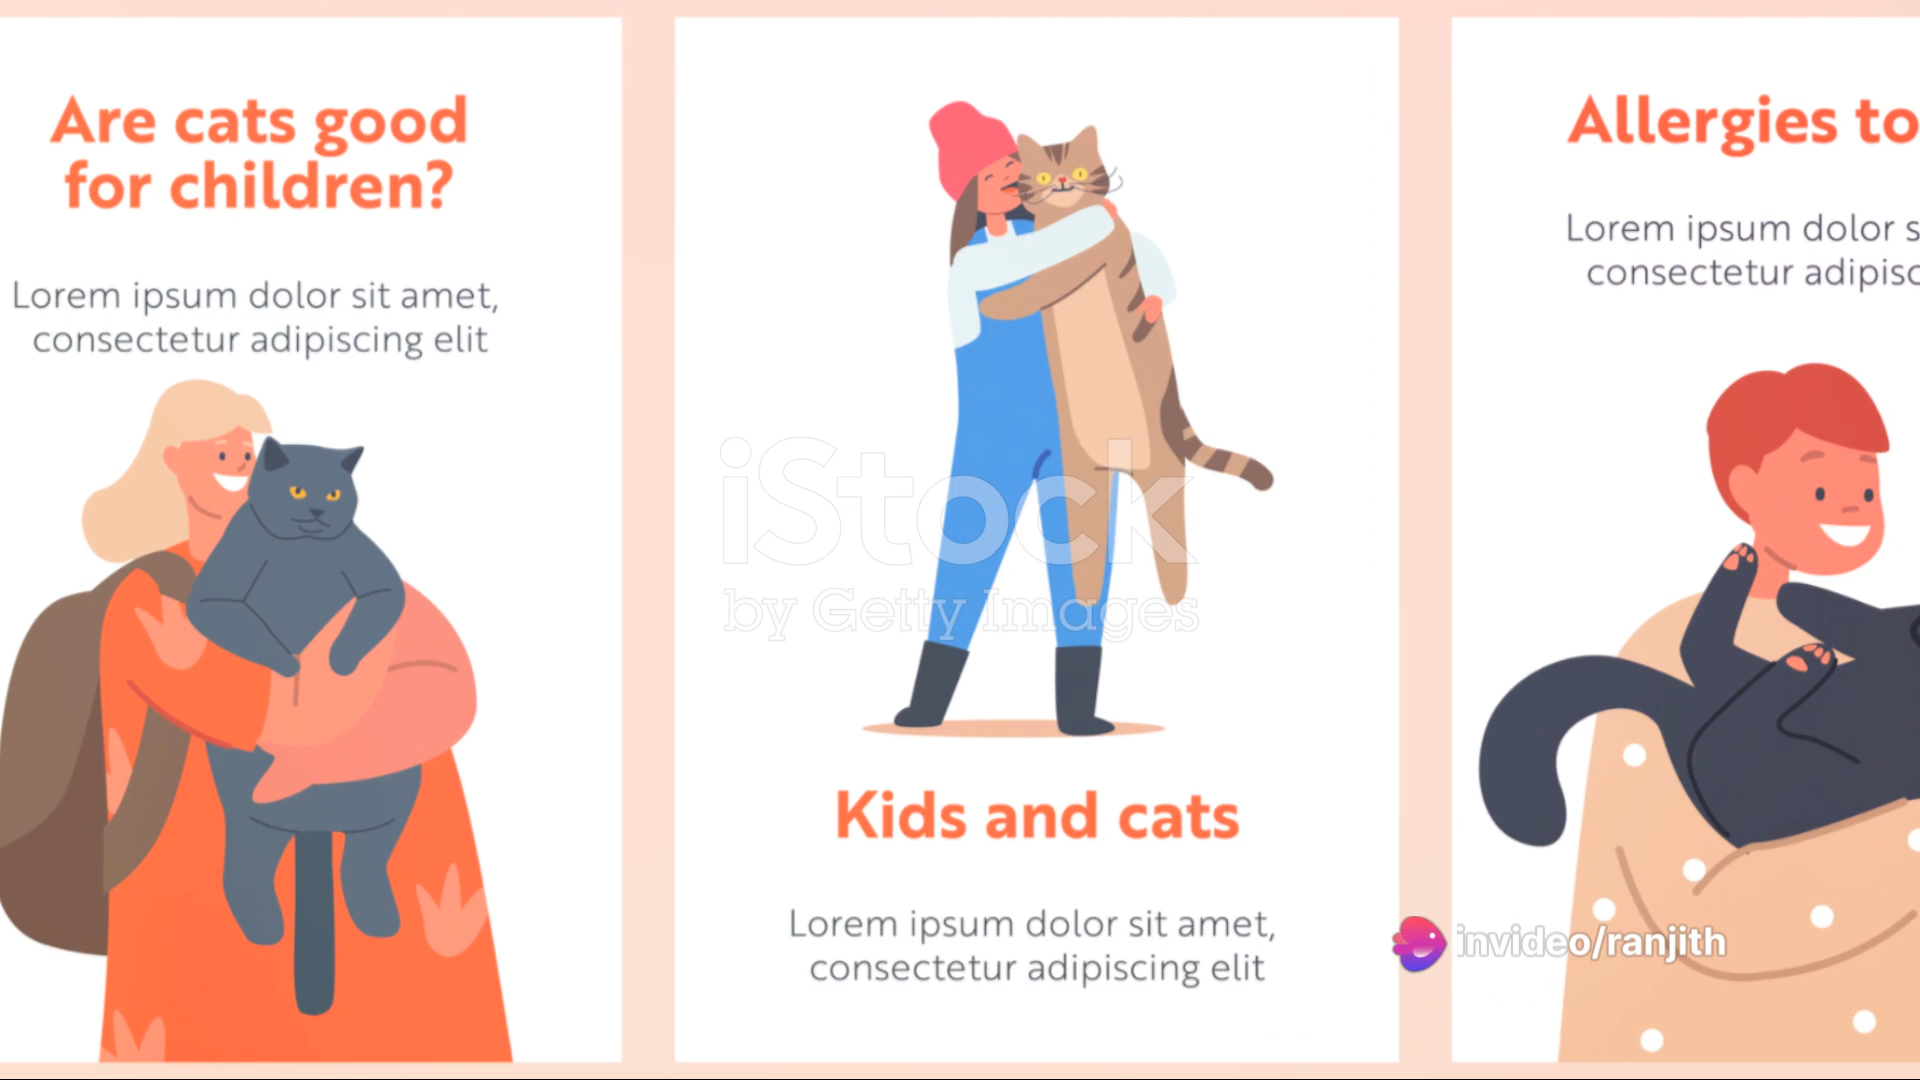 Are cats good
for children?
Lorem ipsum dolor sit amet,
consectetur adipiscing elit
iStock
by Getty Images
Kids and cats
Lorem ipsum dolor sit amet,
consectetur adipiscing elit
Allergies to
Lorem ipsum dolor s
consectetur adipisc
invideo/ranjith